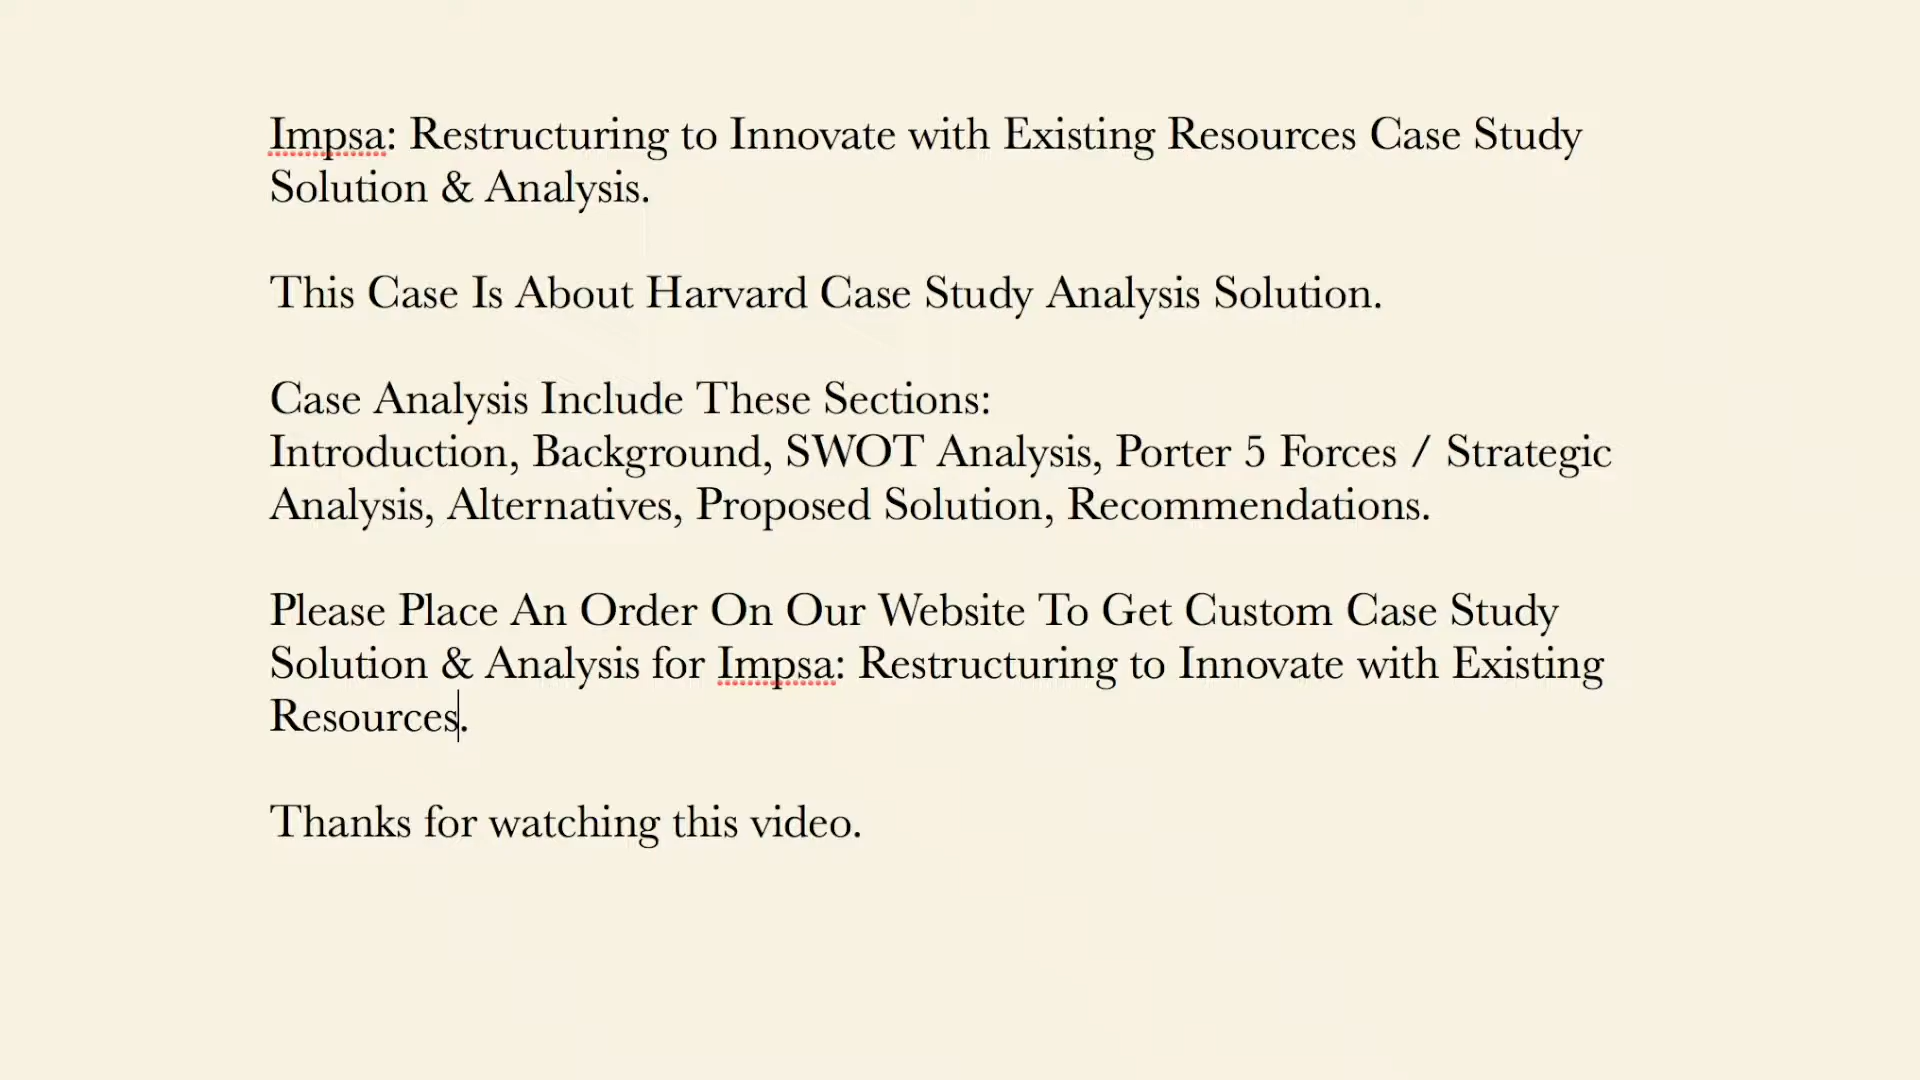 Impsa: Restructuring to Innovate with Existing Resources Case Study
Solution & Analysis.
This Case Is About Harvard Case Study Analysis Solution.
Case Analysis Include These Sections:
Introduction, Background, SWOT Analysis, Porter 5 Forces / Strategic
Analysis, Alternatives, Proposed Solution, Recommendations.
Please Place An Order On Our Website To Get Custom Case Study
Solution & Analysis for Impsa: Restructuring to Innovate with Existing
Resources.
Thanks for watching this video.